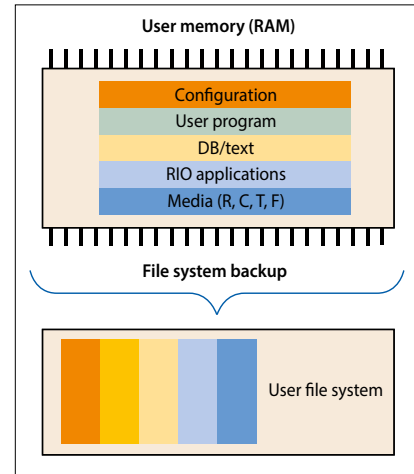 User memory (RAM)
Configuration
User program
DB/text
RIO applications
Media (R, C, T, F)
File system backup
User file system